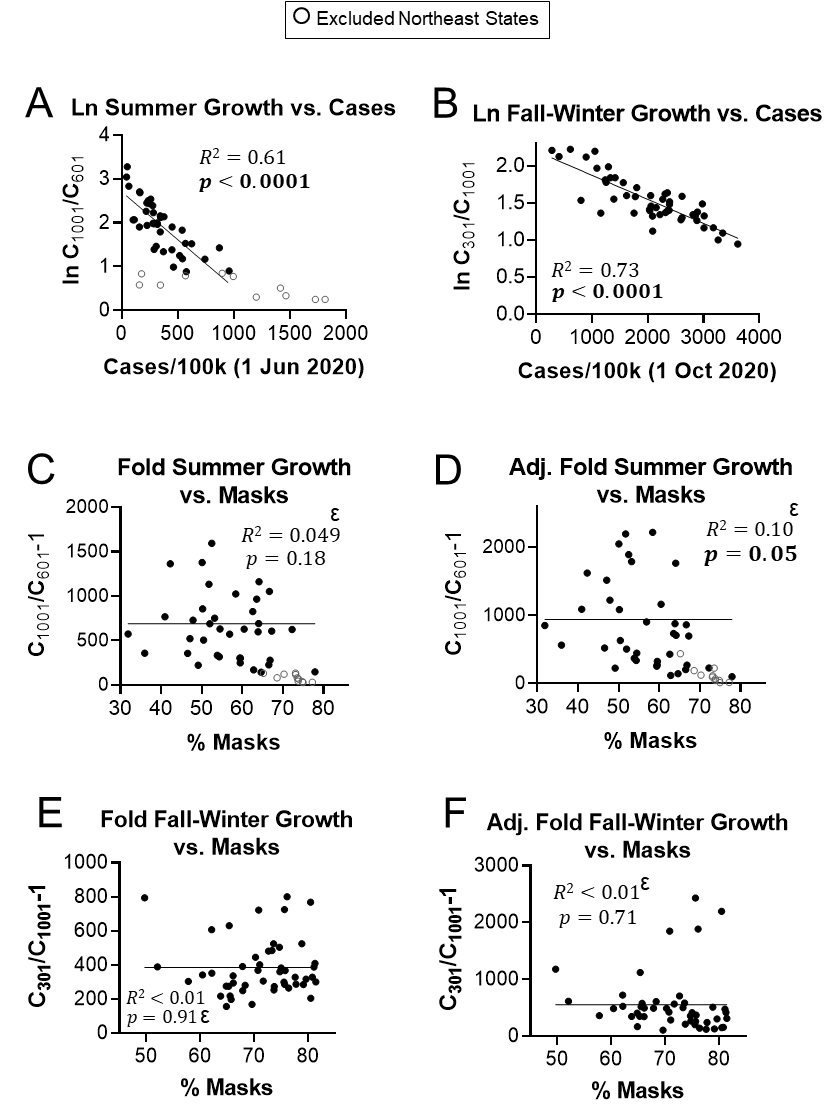 Excluded Northeast States
A
Ln Summer Growth vs. Cases
4
3
2
1
0
ln C1001/C601
R² = 0.61
p < 0.0001
0 500 1000 1500 2000
Cases/100k (1 Jun 2020)
B
Ln Fall-Winter Growth vs. Cases
2.0
1.5
1.0
0.5
0.0
ln C301/C1001
R² = 0.73
p < 0.0001
0 1000 2000 3000 4000
Cases/100k (1 Oct 2020)
C
Fold Summer Growth
vs. Masks
2000
1500
1000
500
0
C1001/C601-1
ε
R² = 0.049
p = 0.18
30 40 50 60 70 80
% Masks
D
Adj. Fold Summer Growth
vs. Masks
2000
1000
0
C1001/C601-1
ε
R² = 0.10
p = 0.05
30 40 50 60 70 80
% Masks
E
Fold Fall-Winter Growth
vs. Masks
1000
800
600
400
200
0
C301/C1001-1
R² < 0.01
p = 0.91 ε
50 60 70 80
% Masks
F
Adj. Fold Fall-Winter Growth
vs. Masks
3000
2000
1000
0
C301/C1001-1
R² < 0.01 ε
p = 0.71
50 60 70 80
% Masks